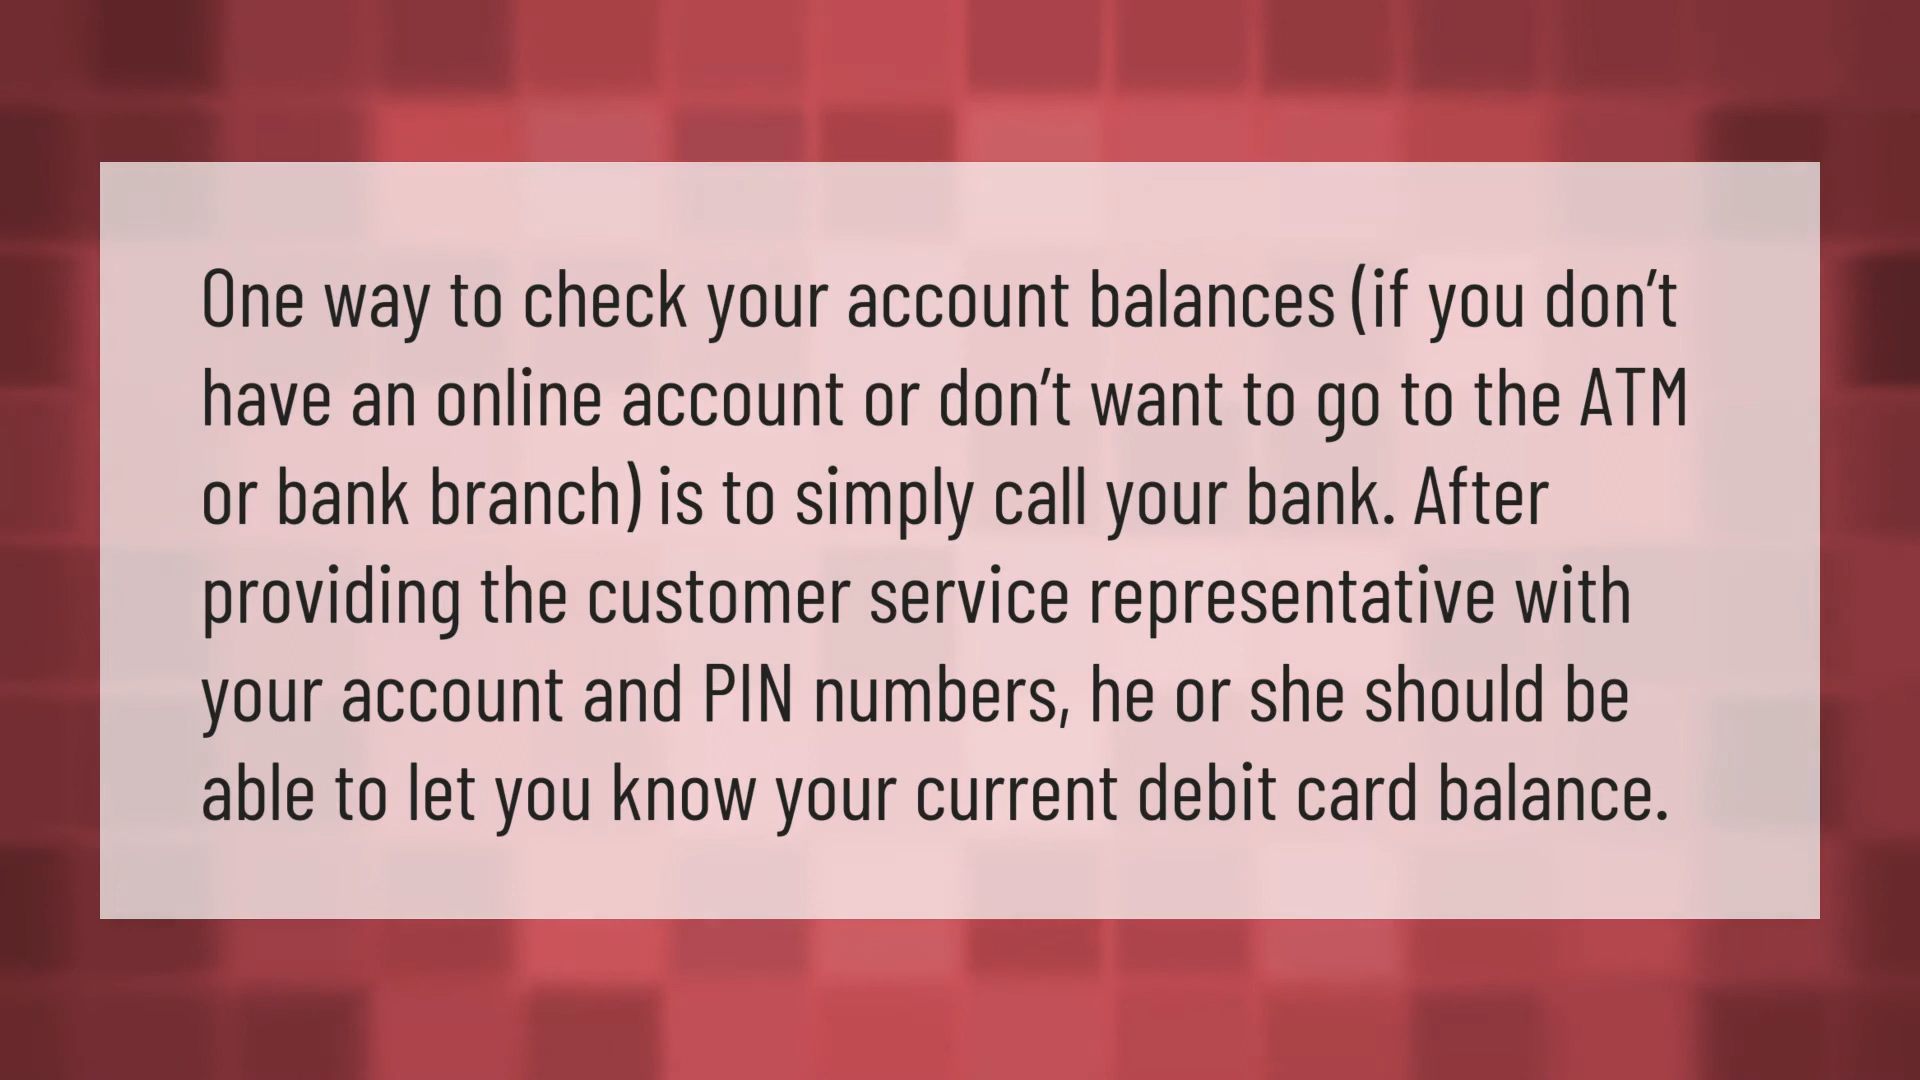 One way to check your account balances (if you don’t
have an online account or don’t want to go to the ATM
or bank branch) is to simply call your bank. After
providing the customer service representative with
your account and PIN numbers, he or she should be
able to let you know your current debit card balance.